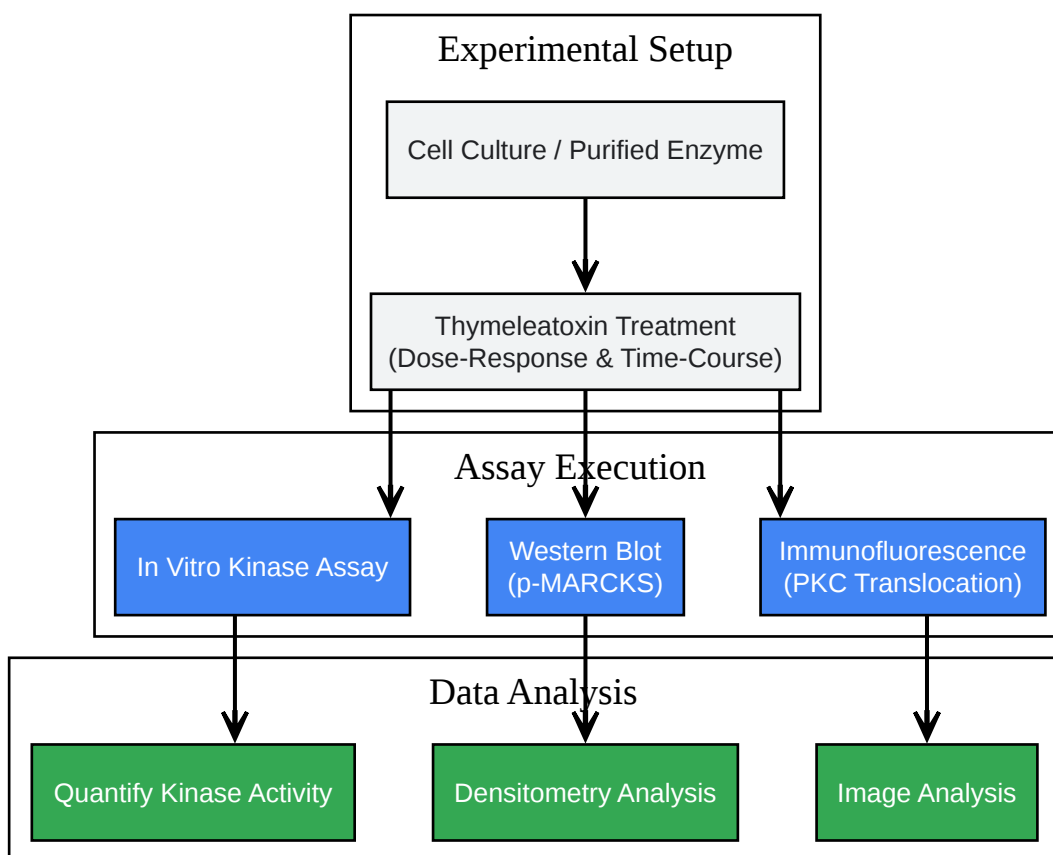 Experimental Setup
Cell Culture / Purified Enzyme
Thymeleatoxin Treatment
(Dose-Response & Time-Course)
Assay Execution
In Vitro Kinase Assay
Western Blot
(p-MARCKS)
Immunofluorescence
(PKC Translocation)
Data Analysis
Quantify Kinase Activity
Densitometry Analysis
Image Analysis